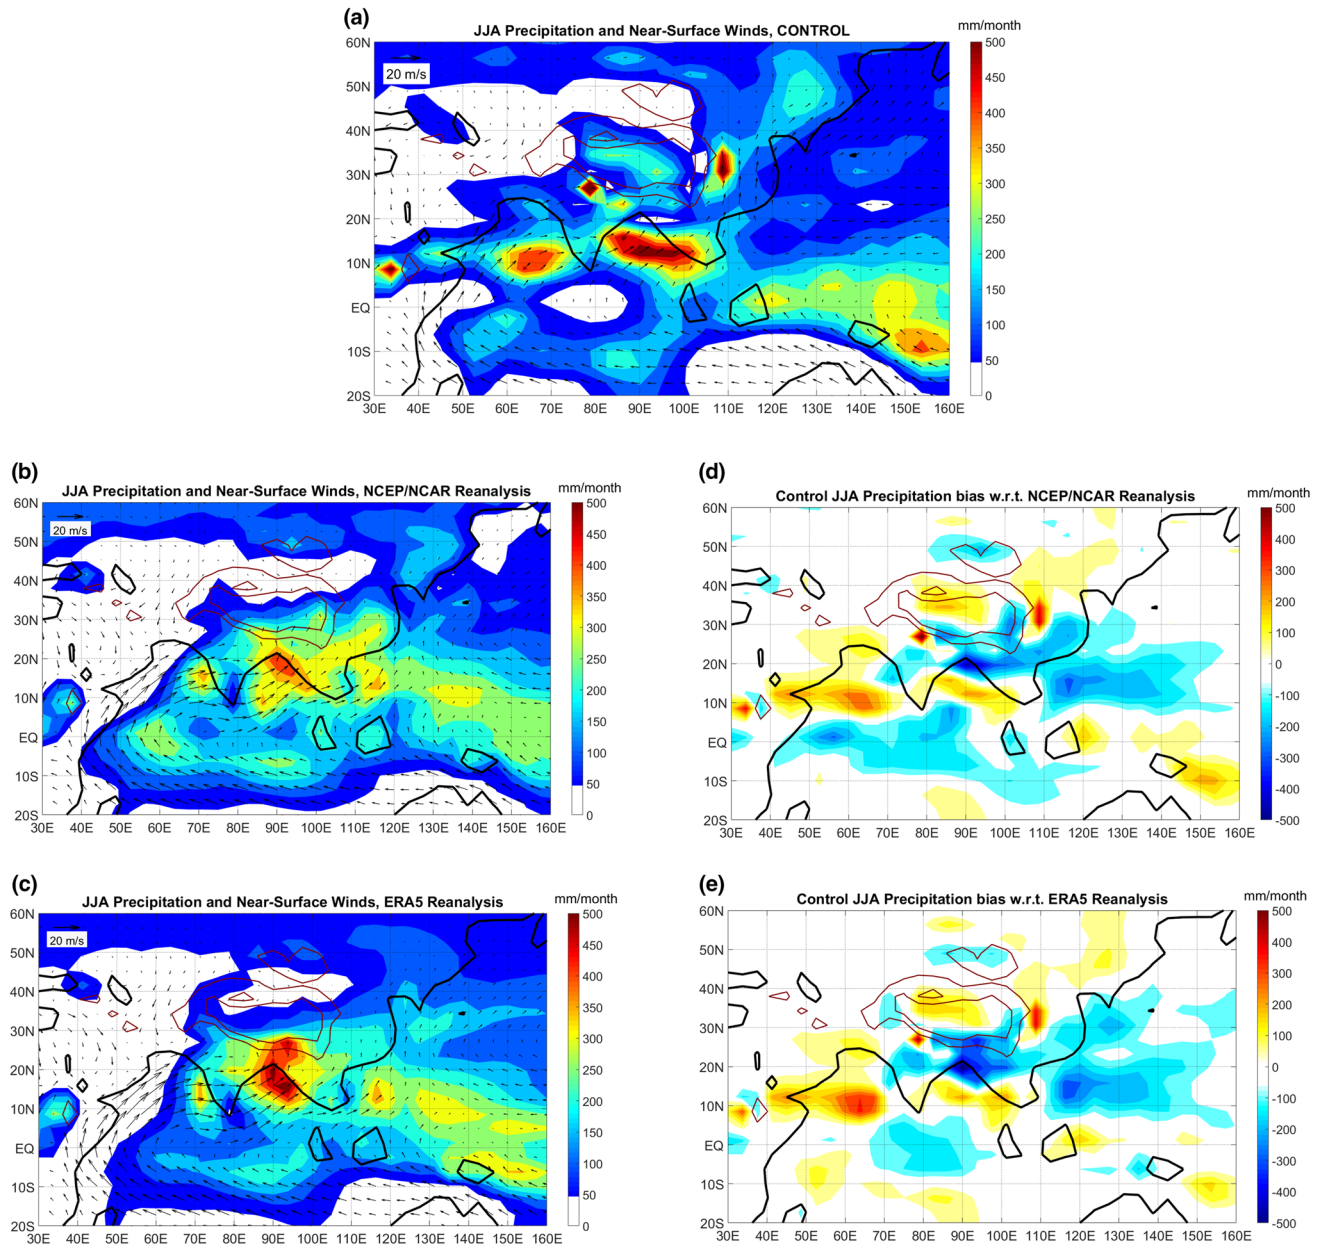 (a)
JJA Precipitation and Near-Surface Winds, CONTROL
mm/month
20 m/s
60N
50N
40N
30N
20N
10N
EQ
10S
20S
30E 40E 50E 60E 70E 80E 90E 100E 110E 120E 130E 140E 150E 160E
500
450
400
350
300
250
200
150
100
50
0
(b)
JJA Precipitation and Near-Surface Winds, NCEP/NCAR Reanalysis
mm/month
20 m/s
60N
50N
40N
30N
20N
10N
EQ
10S
20S
30E 40E 50E 60E 70E 80E 90E 100E 110E 120E 130E 140E 150E 160E
500
450
400
350
300
250
200
150
100
50
0
(d)
Control JJA Precipitation bias w.r.t. NCEP/NCAR Reanalysis
mm/month
60N
50N
40N
30N
20N
10N
EQ
10S
20S
30E 40E 50E 60E 70E 80E 90E 100E 110E 120E 130E 140E 150E 160E
500
400
300
200
100
0
-100
-200
-300
-400
-500
(c)
JJA Precipitation and Near-Surface Winds, ERA5 Reanalysis
mm/month
20 m/s
60N
50N
40N
30N
20N
10N
EQ
10S
20S
30E 40E 50E 60E 70E 80E 90E 100E 110E 120E 130E 140E 150E 160E
500
450
400
350
300
250
200
150
100
50
0
(e)
Control JJA Precipitation bias w.r.t. ERA5 Reanalysis
mm/month
60N
50N
40N
30N
20N
10N
EQ
10S
20S
30E 40E 50E 60E 70E 80E 90E 100E 110E 120E 130E 140E 150E 160E
500
400
300
200
100
0
-100
-200
-300
-400
-500